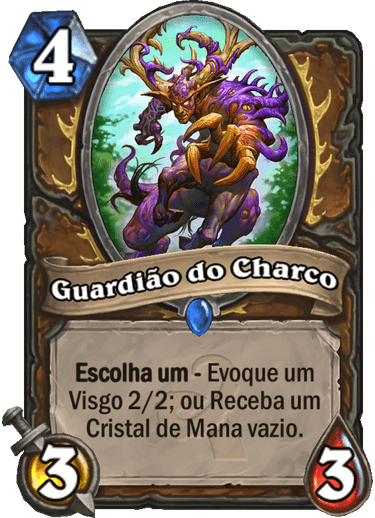 4
Guardião do Charco
Escolha um - Evoque um
Visgo 2/2; ou Receba um
Cristal de Mana vazio.
3
3